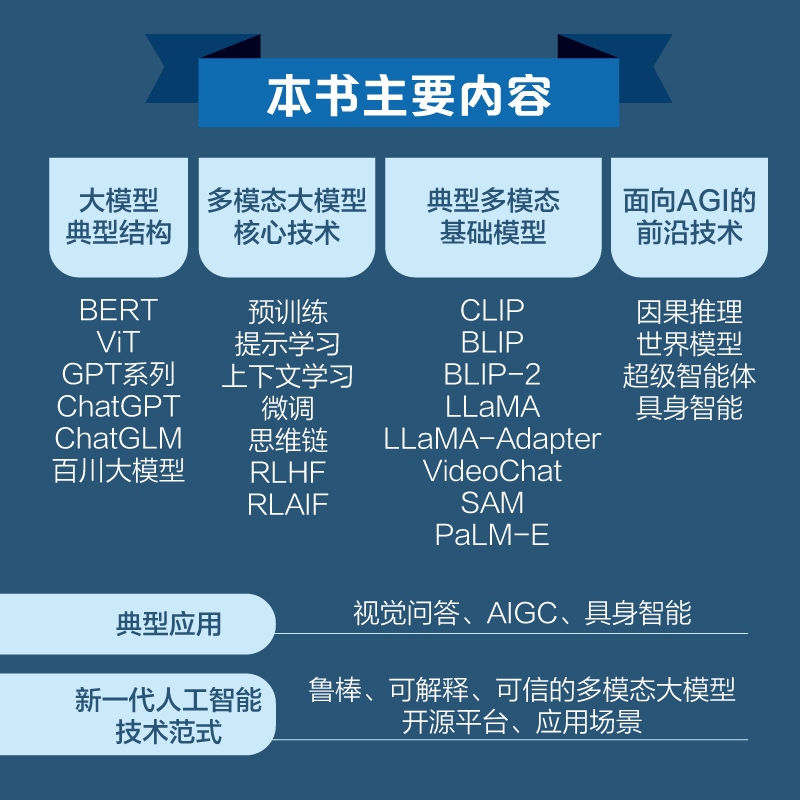 本书主要内容
大模型
典型结构
BERT
ViT
GPT系列
ChatGPT
ChatGLM
百川大模型
多模态大模型
核心技术
预训练
提示学习
上下文学习
微调
思维链
RLHF
RLAIF
典型多模态
基础模型
CLIP
BLIP
BLIP-2
LLaMA
LLaMA-Adapter
VideoChat
SAM
PaLM-E
面向AGI的
前沿技术
因果推理
世界模型
超级智能体
具身智能
典型应用
视觉问答、AIGC、具身智能
新一代人工智能
技术范式
鲁棒、可解释、可信的多模态大模型
开源平台、应用场景